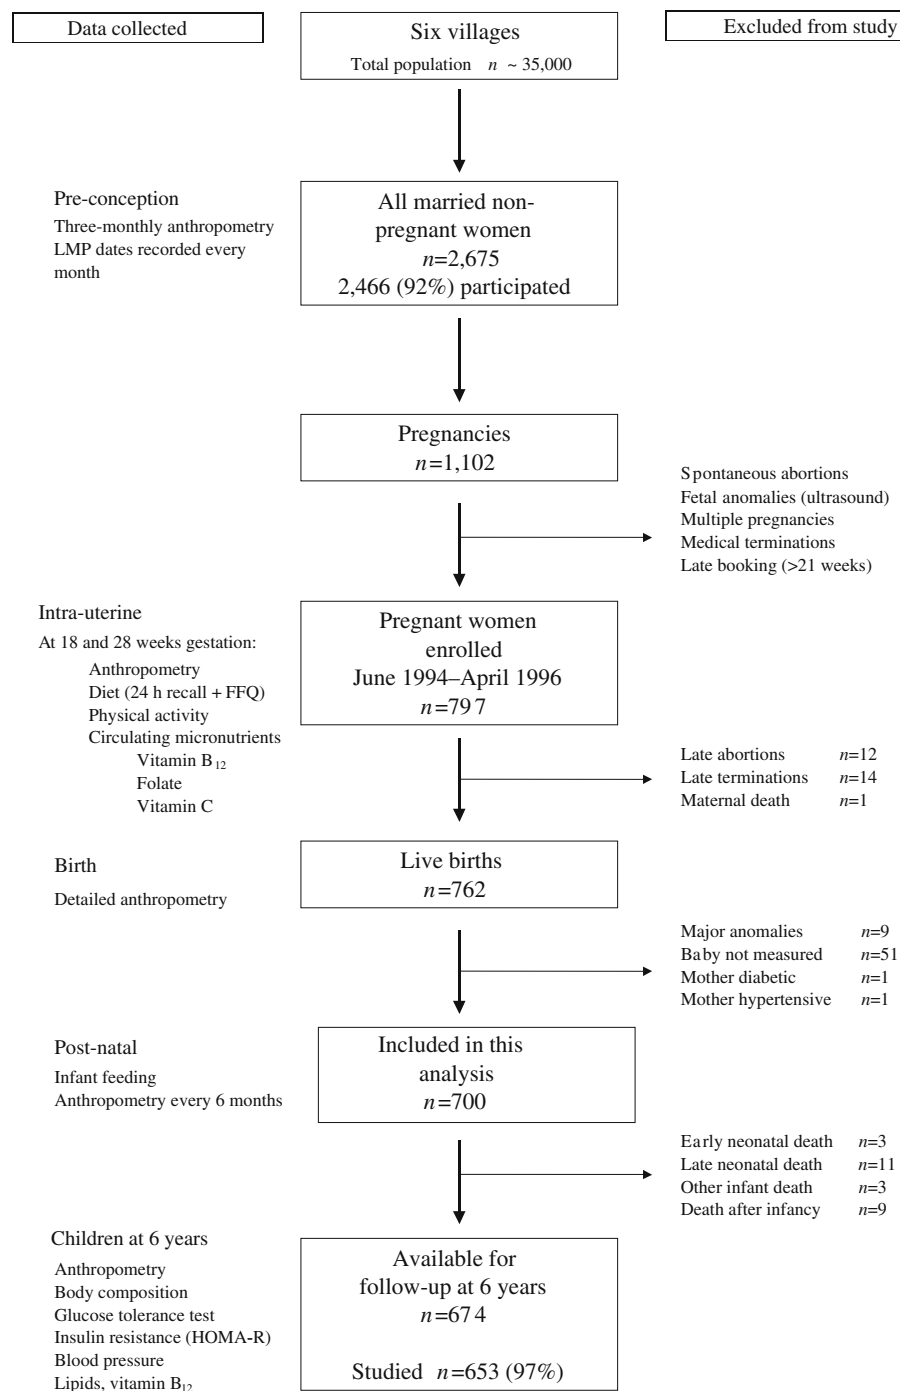 Data collected
Six villages
Total population n ~ 35,000
Excluded from study
Pre-conception
Three-monthly anthropometry
LMP dates recorded every
month
All married non-
pregnant women
n=2,675
2,466 (92%) participated
Pregnancies
n=1,102
Spontaneous abortions
Fetal anomalies (ultrasound)
Multiple pregnancies
Medical terminations
Late booking (>21 weeks)
Intra-uterine
At 18 and 28 weeks gestation:
Anthropometry
Diet (24 h recall + FFQ)
Physical activity
Circulating micronutrients
Vitamin B12
Folate
Vitamin C
Pregnant women
enrolled
June 1994–April 1996
n=797
Late abortions n=12
Late terminations n=14
Maternal death n=1
Birth
Detailed anthropometry
Live births
n=762
Major anomalies n=9
Baby not measured n=51
Mother diabetic n=1
Mother hypertensive n=1
Post-natal
Infant feeding
Anthropometry every 6 months
Included in this
analysis
n=700
Early neonatal death n=3
Late neonatal death n=11
Other infant death n=3
Death after infancy n=9
Children at 6 years
Anthropometry
Body composition
Glucose tolerance test
Insulin resistance (HOMA-R)
Blood pressure
Lipids, vitamin B12
Available for
follow-up at 6 years
n=674
Studied n=653 (97%)